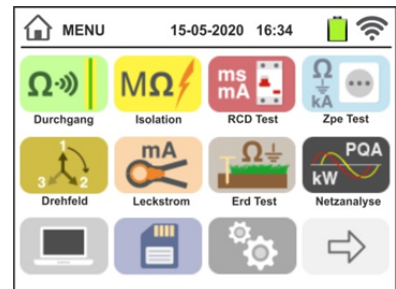 MENU 15-05-2020 16:34
Ω MΩ ms mA Ω kA
Durchgang Isolation RCD Test Zpe Test
1 3 2 mA Ω PQA kW
Drehfeld Leckstrom Erd Test Netzanalyse